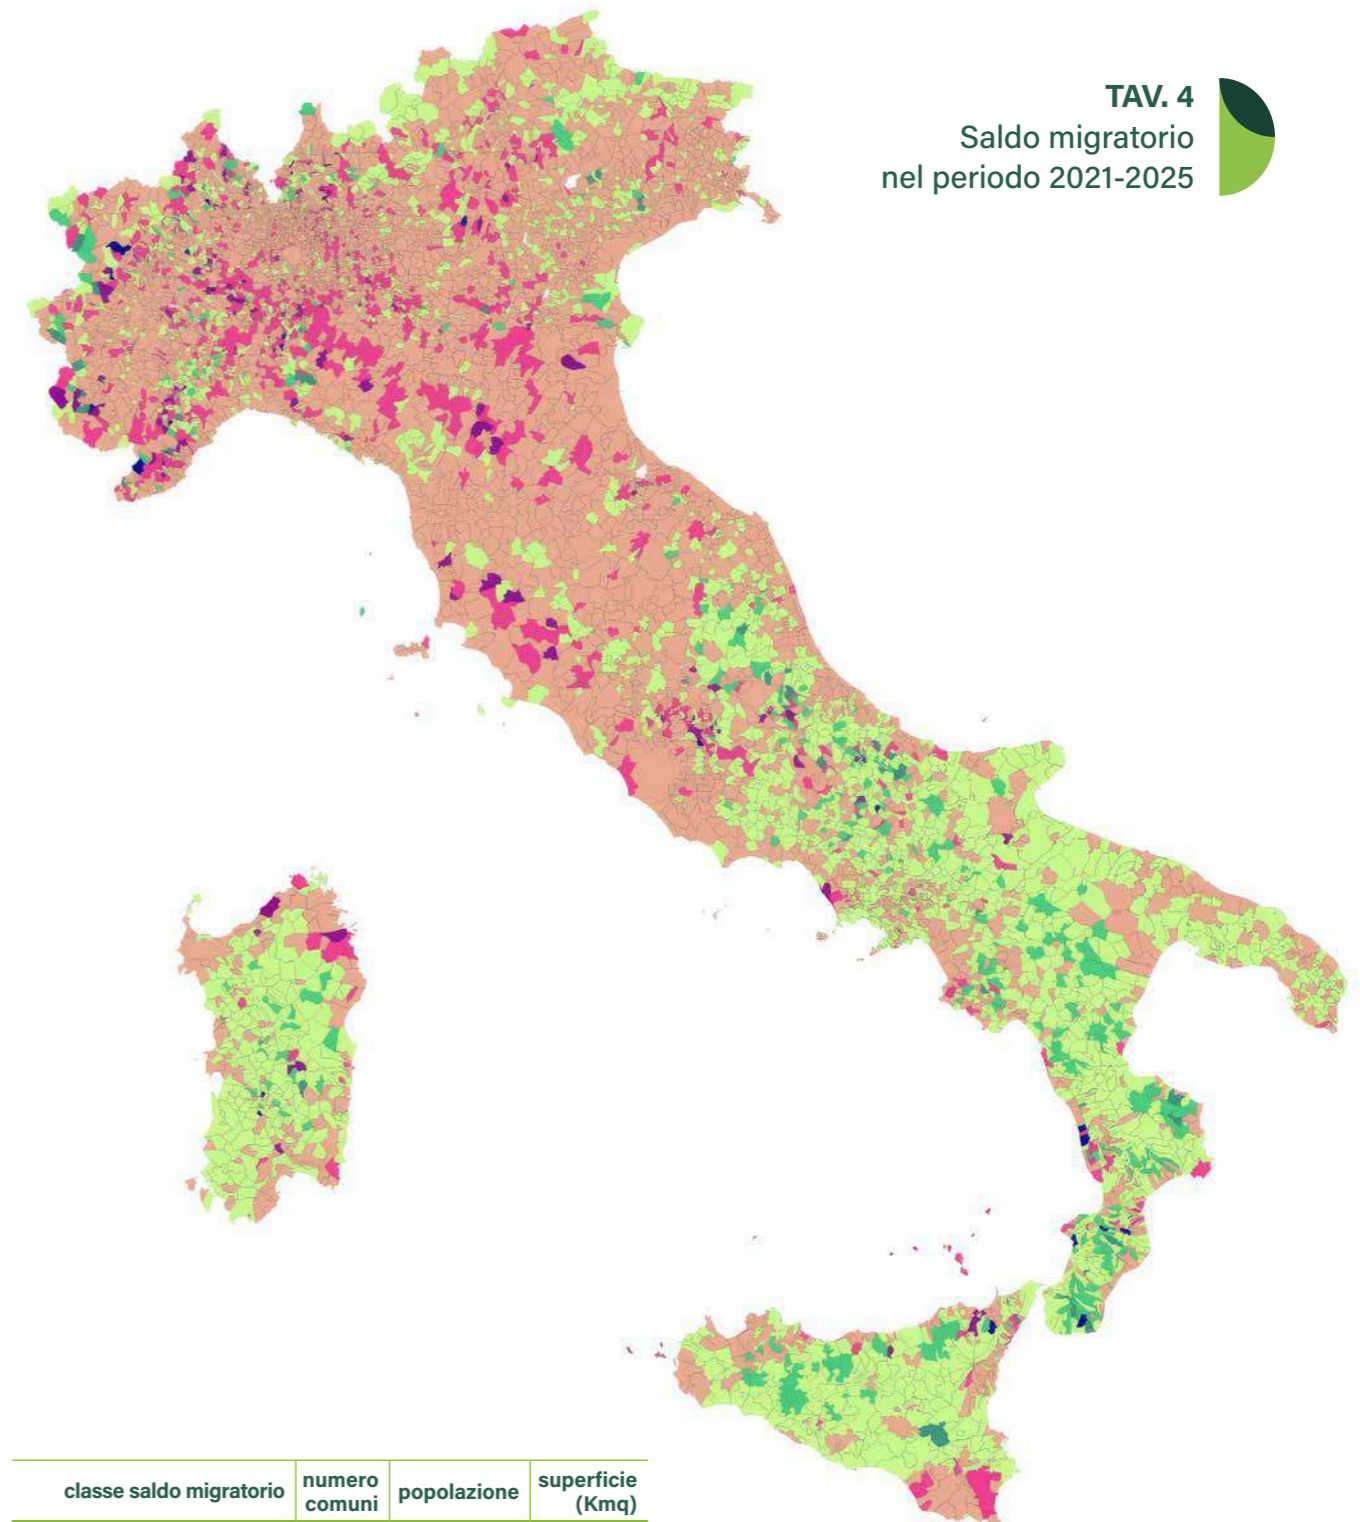 TAV. 4
Saldo migratorio
nel periodo 2021-2025
classe saldo migratorio
numero
comuni
popolazione
superficie
(Kmq)